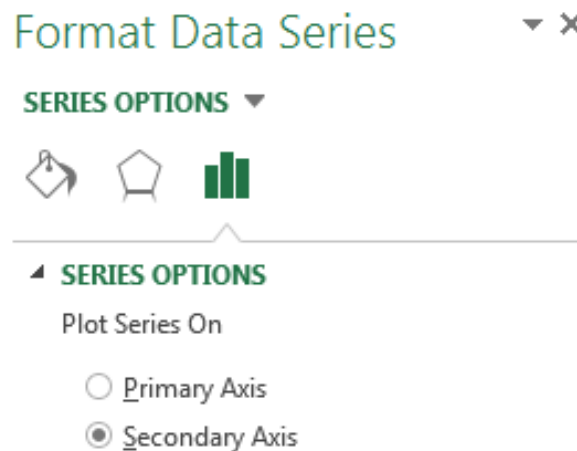 Format Data Series
SERIES OPTIONS
SERIES OPTIONS
Plot Series On
Primary Axis
Secondary Axis